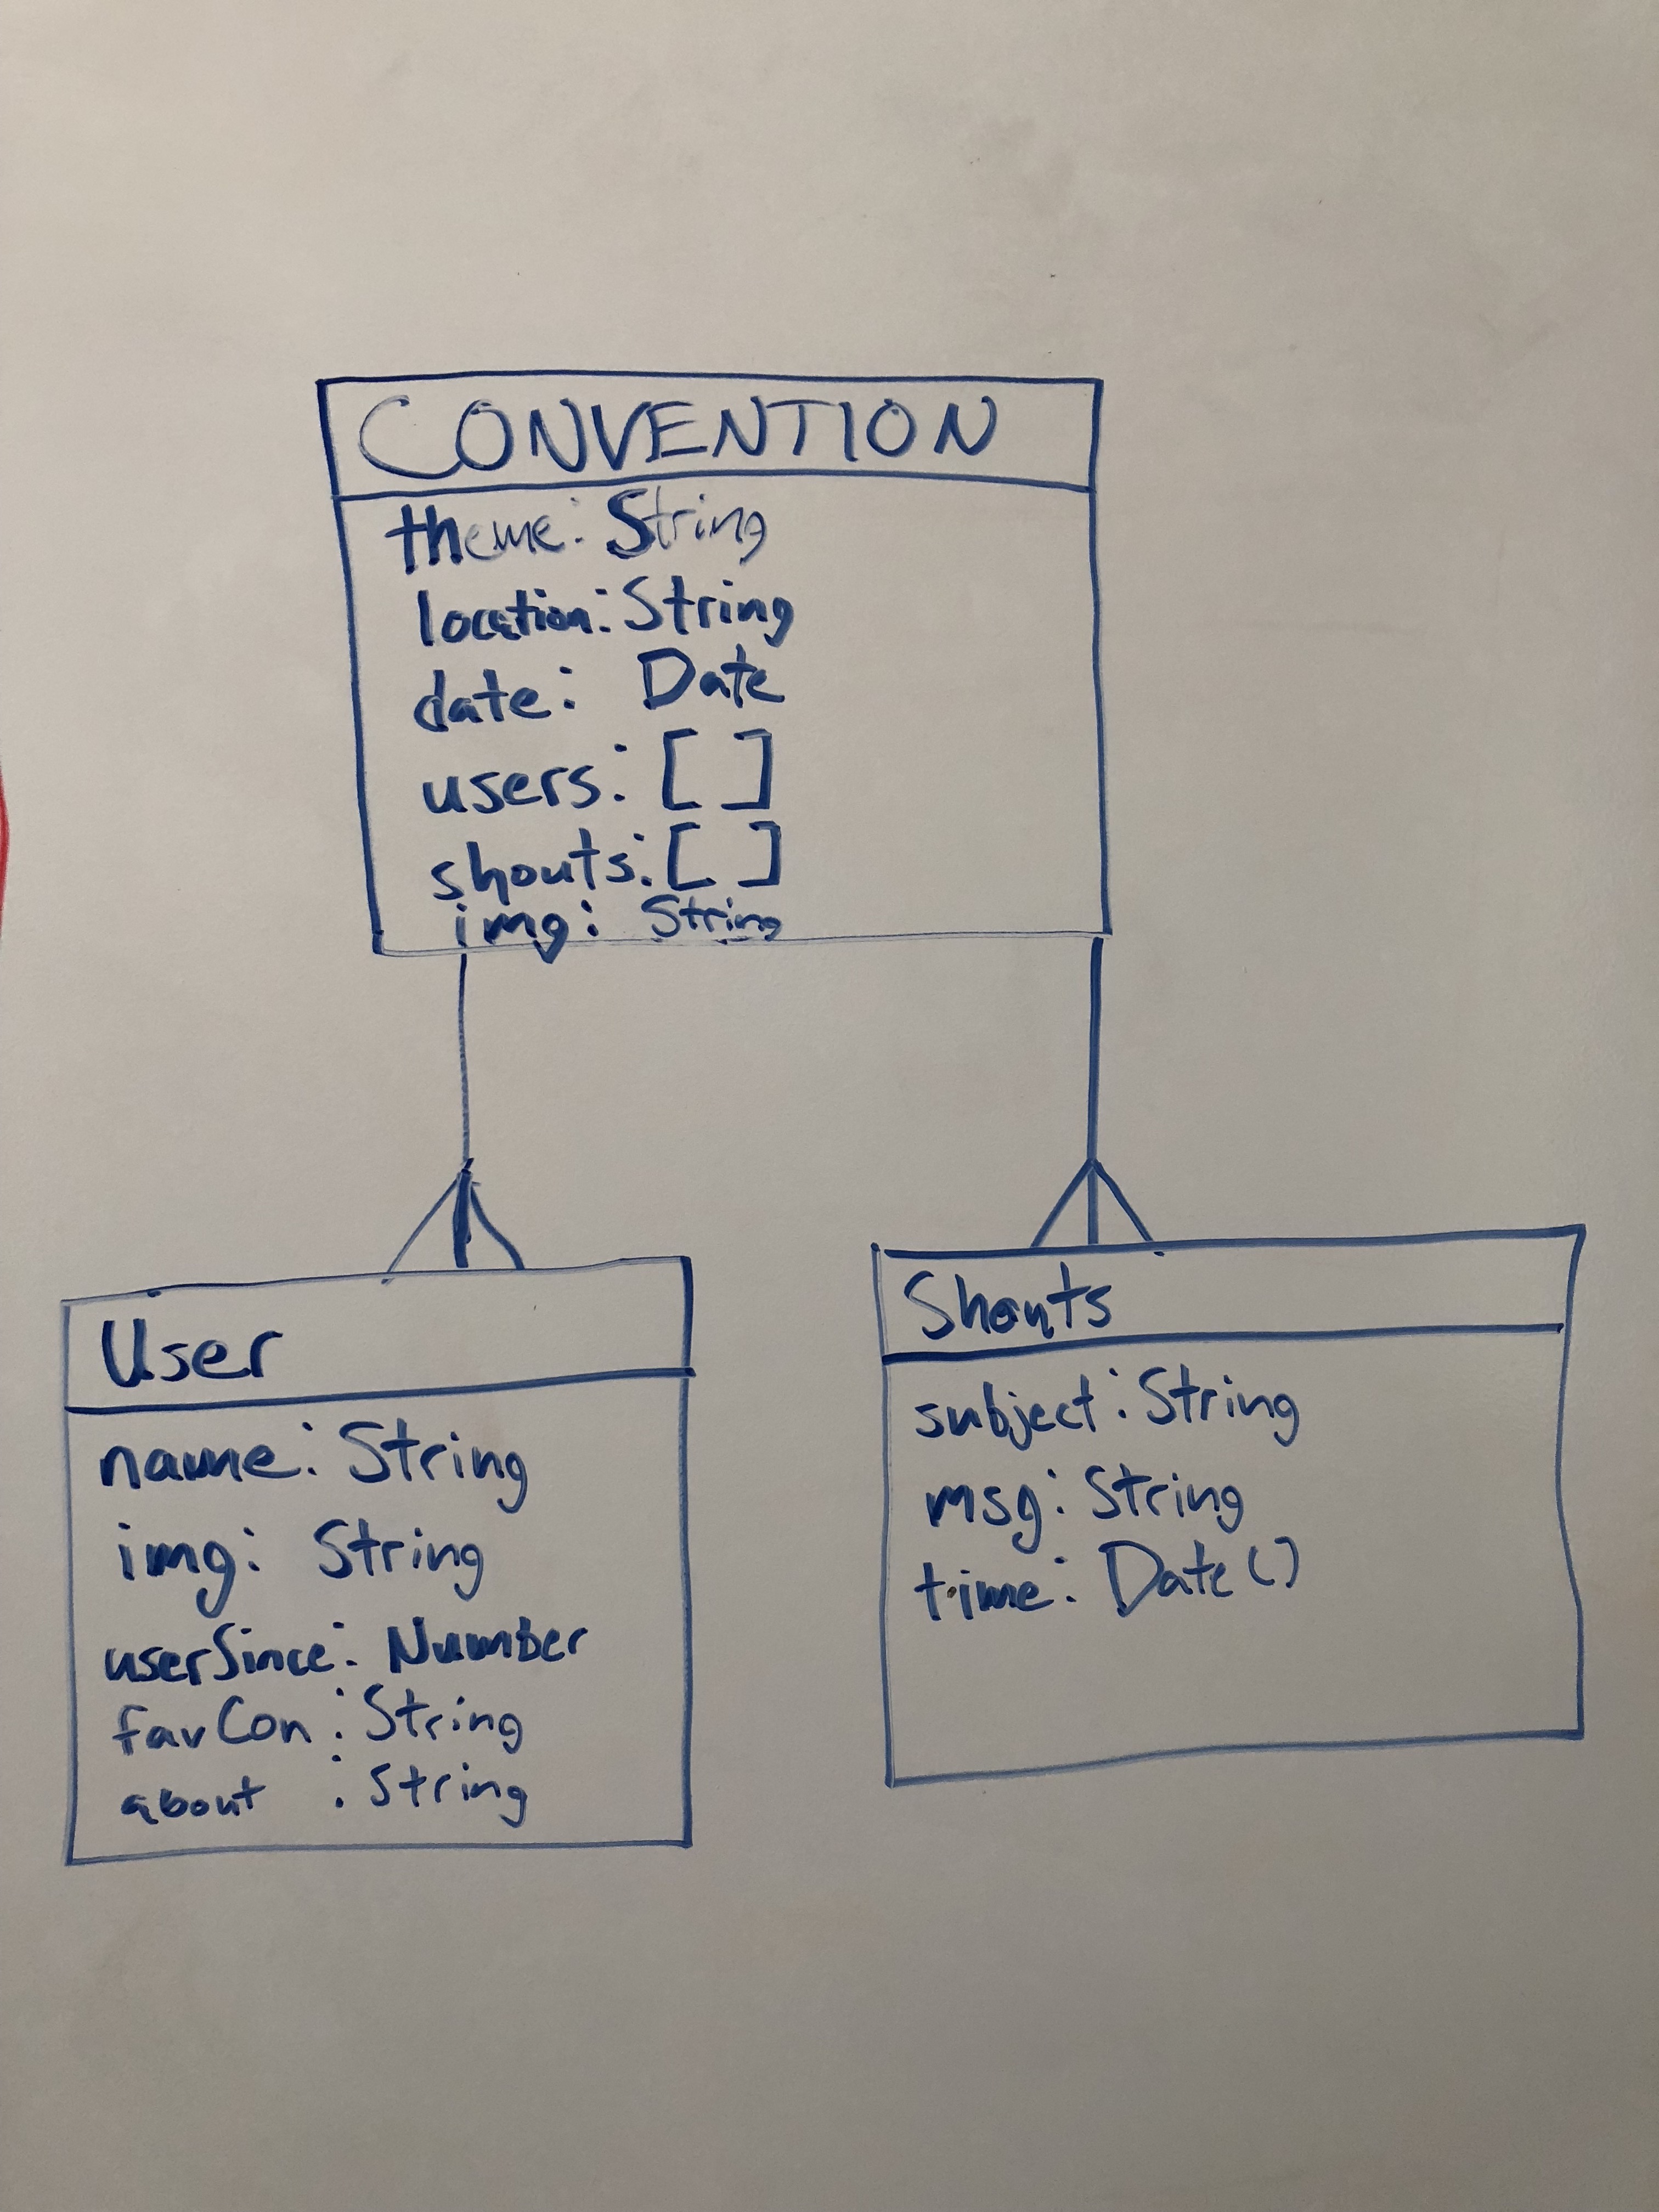 CONVENTION
theme: String
location: String
date: Date
users: [ ]
shouts: [ ]
img: String
User
name: String
img: String
userSince: Number
favCon: String
about : String
Shouts
subject: String
msg: String
time: Date()